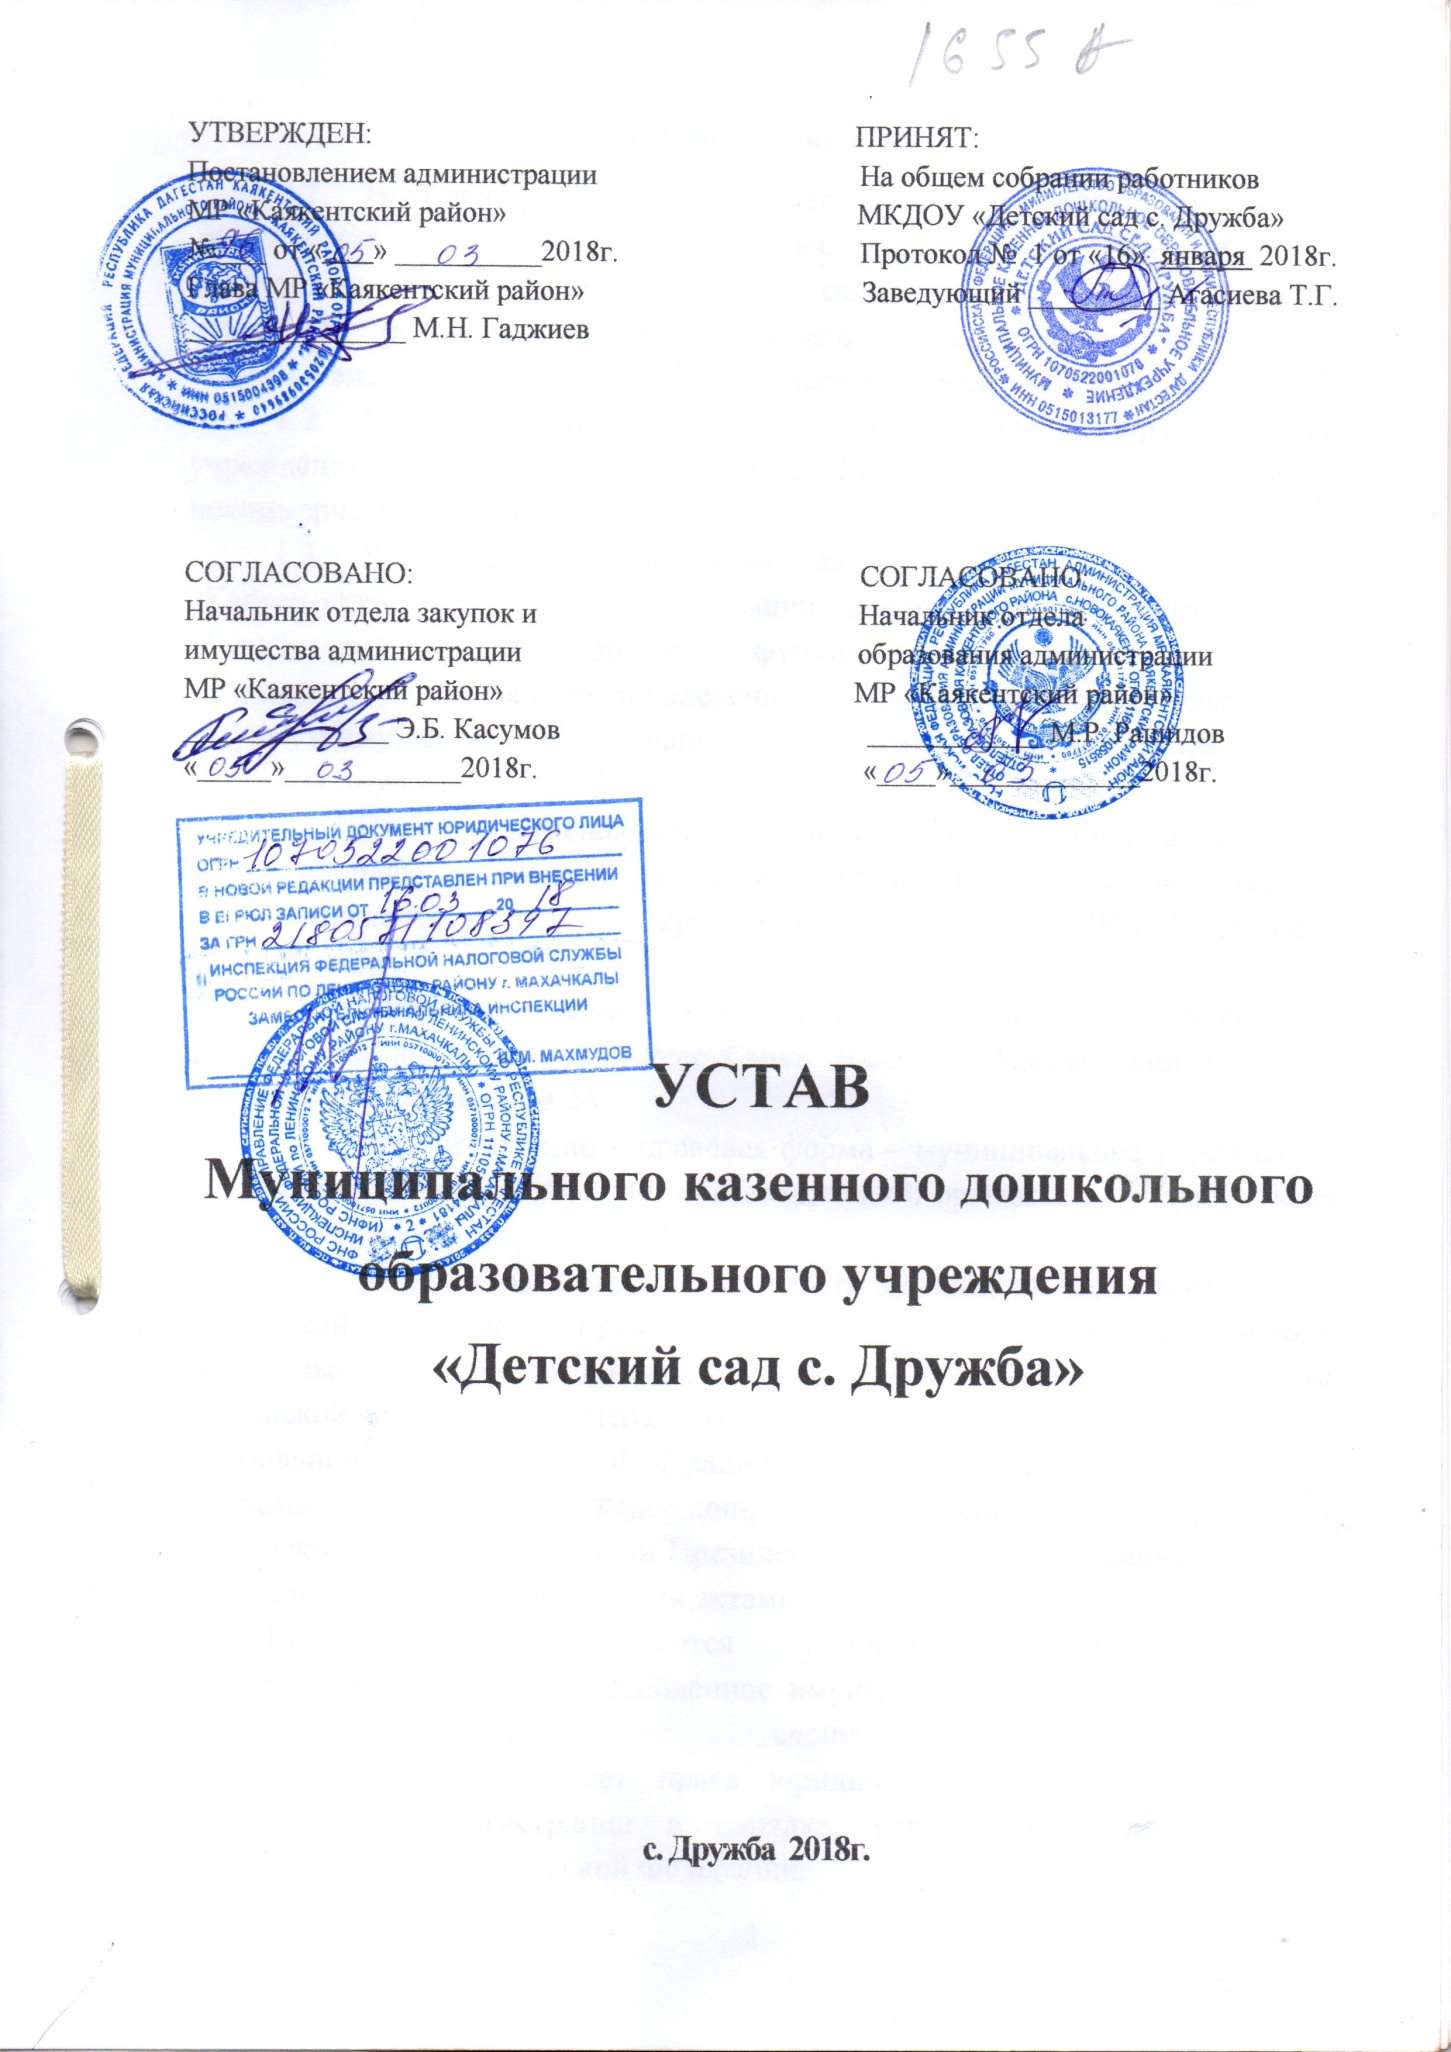 1655
УТВЕРЖДЕН:
Постановлением администрации
МР «Каякентский район»
№ от «05» 03 2018г.
Глава МР «Каякентский район»
М.Н. Гаджиев
ПРИНЯТ:
На общем собрании работников
МКДОУ «Детский сад с. Дружба»
Протокол № 1 от «16» января 2018г.
Заведующий Агасиева Т.Г.
СОГЛАСОВАНО:
Начальник отдела закупок и
имущества администрации
МР «Каякентский район»
Э.Б. Касумов
«05» 03 2018г.
СОГЛАСОВАНО:
Начальник отдела
образования администрации
МР «Каякентский район»
М.Р. Рашидов
«05» 03 2018г.
УЧРЕДИТЕЛЬНЫЙ ДОКУМЕНТ ЮРИДИЧЕСКОГО ЛИЦА
ОГРН 1070522001076
В НОВОЙ РЕДАКЦИИ ПРЕДСТАВЛЕН ПРИ ВНЕСЕНИИ
В ЕГРЮЛ ЗАПИСИ ОТ 16.03 20 18
ЗА ГРН 2180571108397
ИНСПЕКЦИЯ ФЕДЕРАЛЬНОЙ НАЛОГОВОЙ СЛУЖБЫ
РОССИИ ПО ЛЕНИНСКОМУ РАЙОНУ г. МАХАЧКАЛЫ
ЗАМЕСТИТЕЛЬ НАЧАЛЬНИКА ИНСПЕКЦИИ
МАХМУДОВ
УСТАВ
Муниципального казенного дошкольного
образовательного учреждения
«Детский сад с. Дружба»
с. Дружба 2018г.